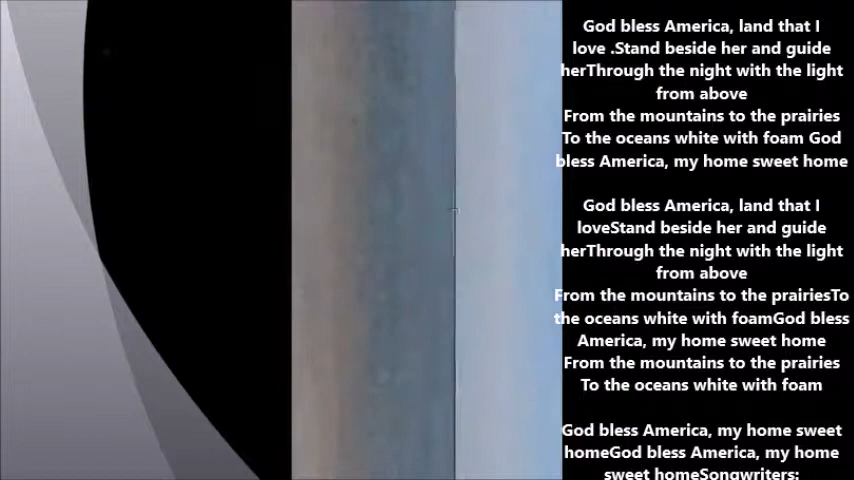 God bless America, land that I
love .Stand beside her and guide
herThrough the night with the light
from above
From the mountains to the prairies
To the oceans white with foam God
bless America, my home sweet home
God bless America, land that I
loveStand beside her and guide
herThrough the night with the light
from above
From the mountains to the prairiesTo
the oceans white with foamGod bless
America, my home sweet home
From the mountains to the prairies
To the oceans white with foam
God bless America, my home sweet
homeGod bless America, my home
sweet homeSongwriters: